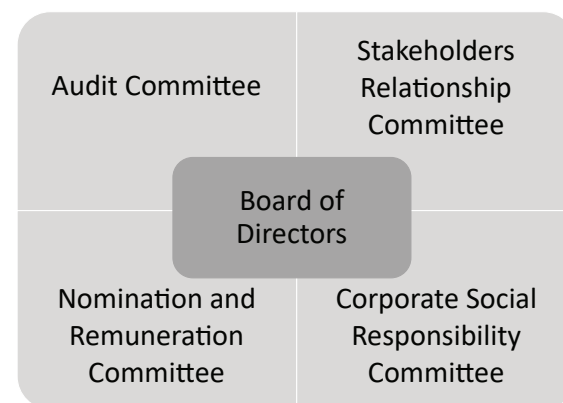 Audit Committee
Stakeholders
Relationship
Committee
Board of
Directors
Nomination and
Remuneration
Committee
Corporate Social
Responsibility
Committee